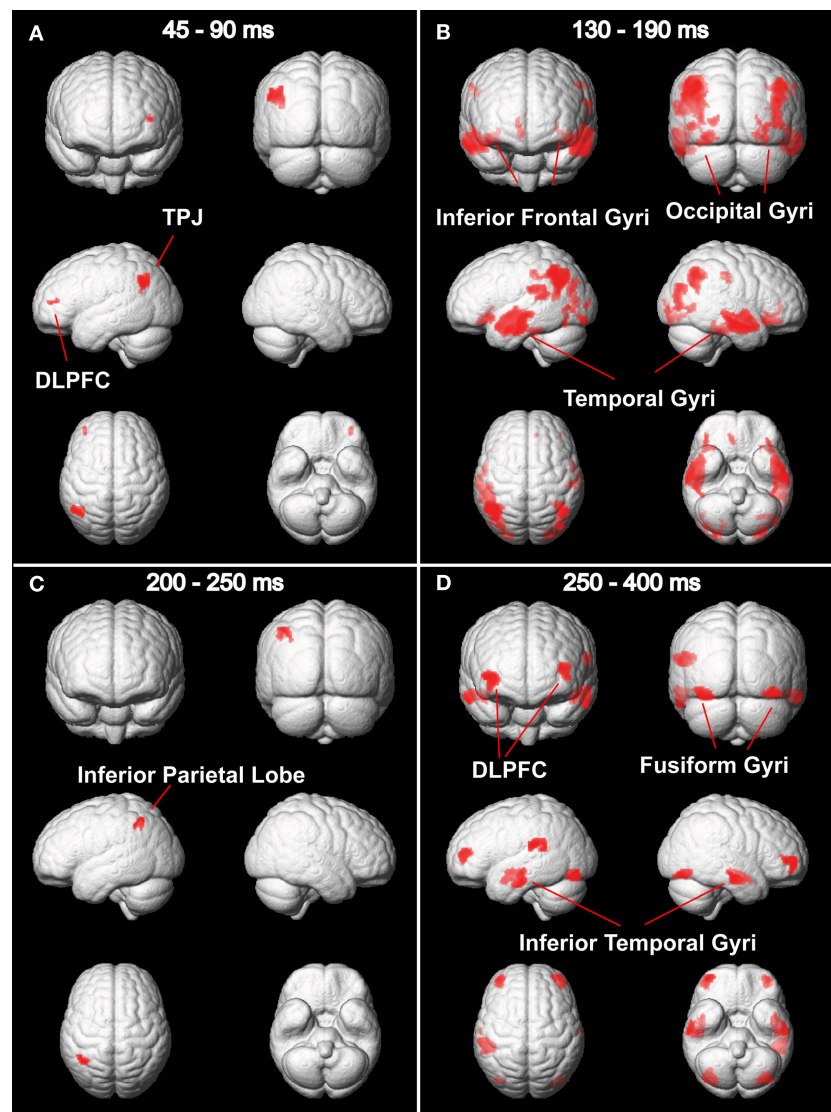 A
45 - 90 ms
TPJ
DLPFC
B
130 - 190 ms
Inferior Frontal Gyri
Occipital Gyri
Temporal Gyri
C
200 - 250 ms
Inferior Parietal Lobe
D
250 - 400 ms
DLPFC
Fusiform Gyri
Inferior Temporal Gyri